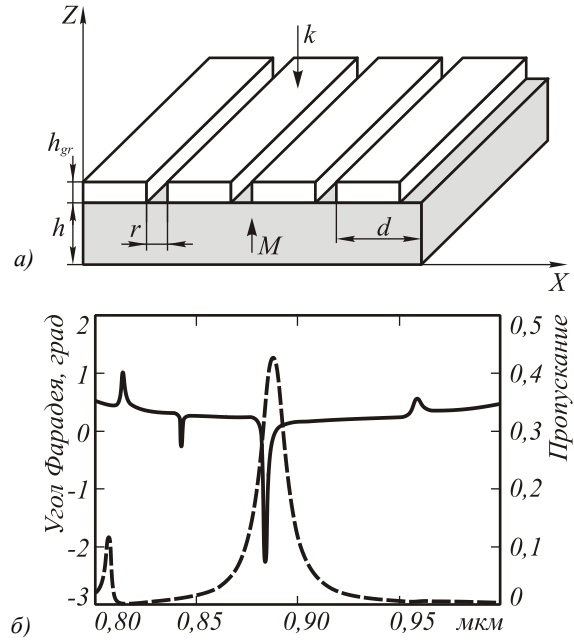 Z
k
h_gr
h
r
M
d
X
а)
Угол Фарадея, град
2
1
0
-1
-2
-3
0,5
0,4
0,3
0,2
0,1
0
Пропускание
0,80
0,85
0,90
0,95
мкм
б)